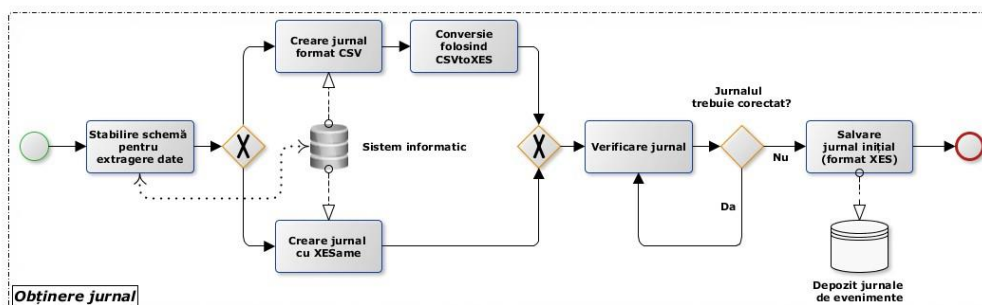 Creare jurnal
format CSV
Conversie
folosind
CSVtoXES
Jurnalul
trebuie corectat?
Stabilire schemă
pentru
extragere date
X
Sistem informatic
X
Verificare jurnal
Nu
Salvare
jurnal inițial
(format XES)
Da
Creare jurnal
cu XESame
Depozit jurnale
de evenimente
Obținere jurnal